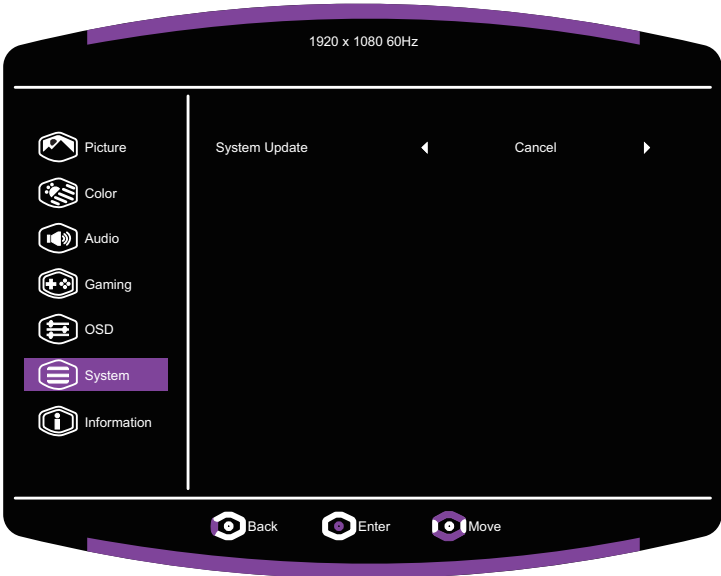 1920 x 1080 60Hz
Picture
System Update Cancel
Color
Audio
Gaming
OSD
System
Information
Back Enter Move